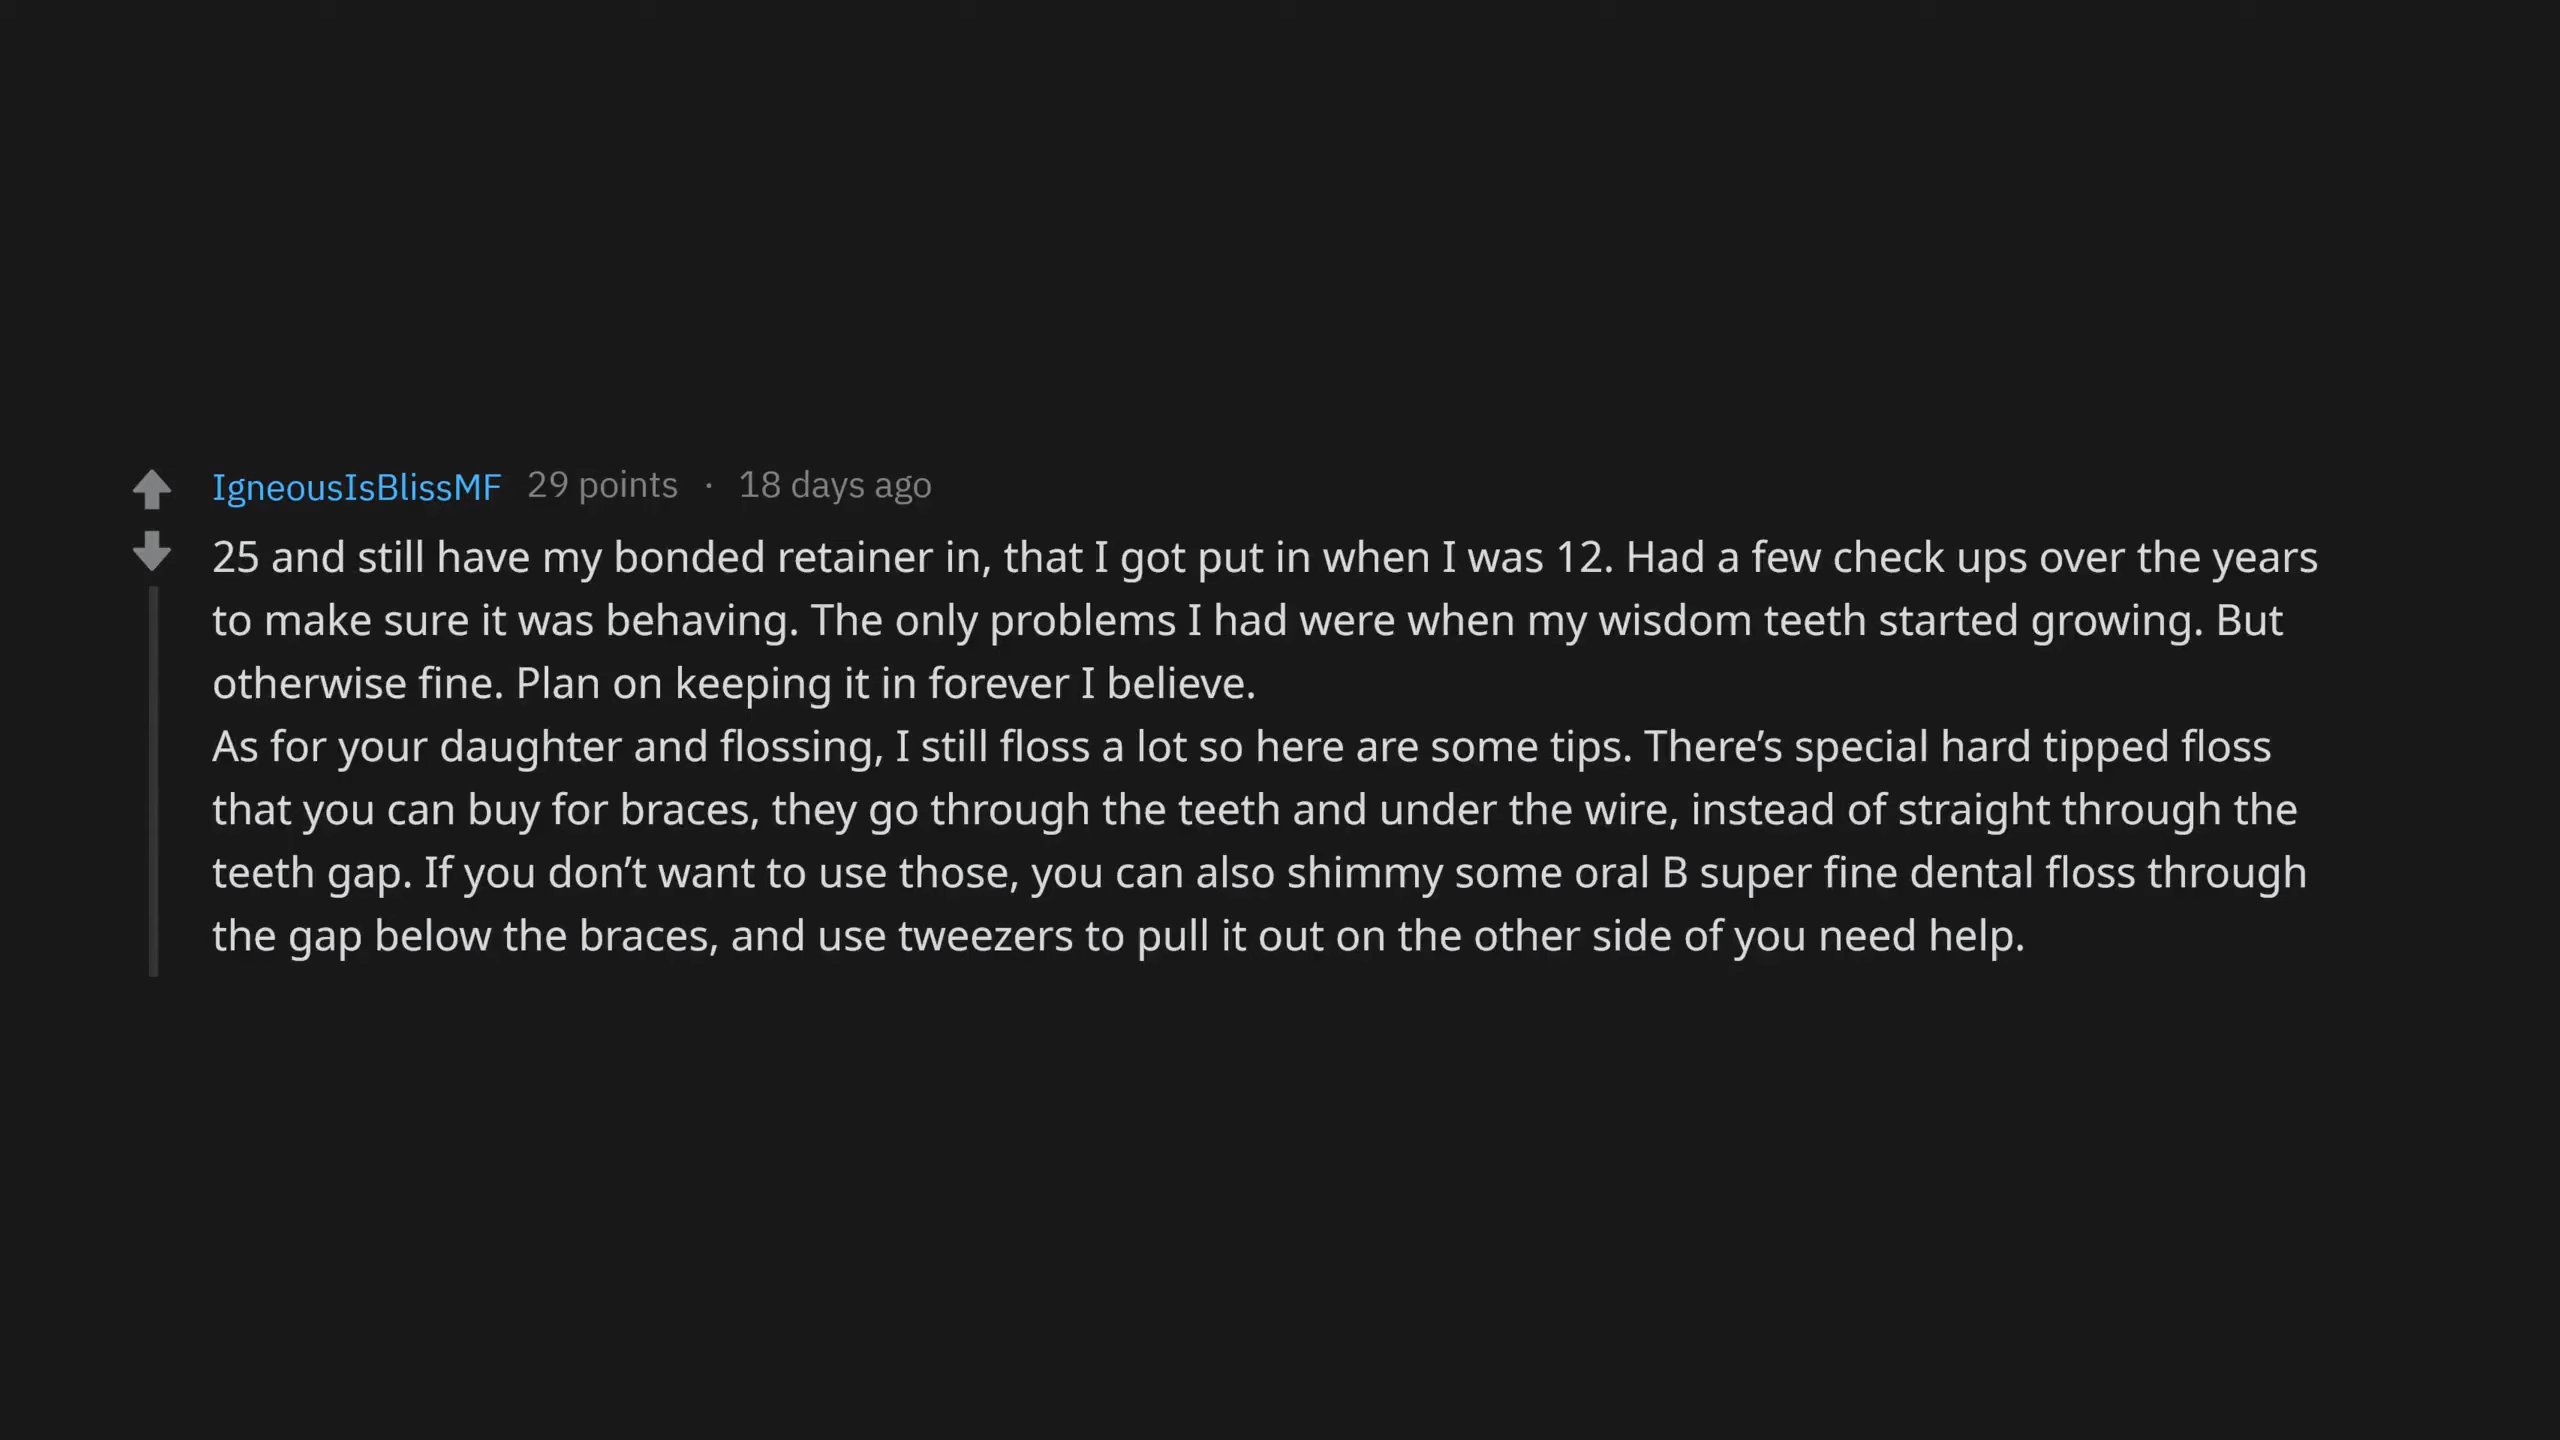 IgneousIsBlissMF 29 points · 18 days ago
25 and still have my bonded retainer in, that I got put in when I was 12. Had a few check ups over the years
to make sure it was behaving. The only problems I had were when my wisdom teeth started growing. But
otherwise fine. Plan on keeping it in forever I believe.
As for your daughter and flossing, I still floss a lot so here are some tips. There’s special hard tipped floss
that you can buy for braces, they go through the teeth and under the wire, instead of straight through the
teeth gap. If you don’t want to use those, you can also shimmy some oral B super fine dental floss through
the gap below the braces, and use tweezers to pull it out on the other side of you need help.